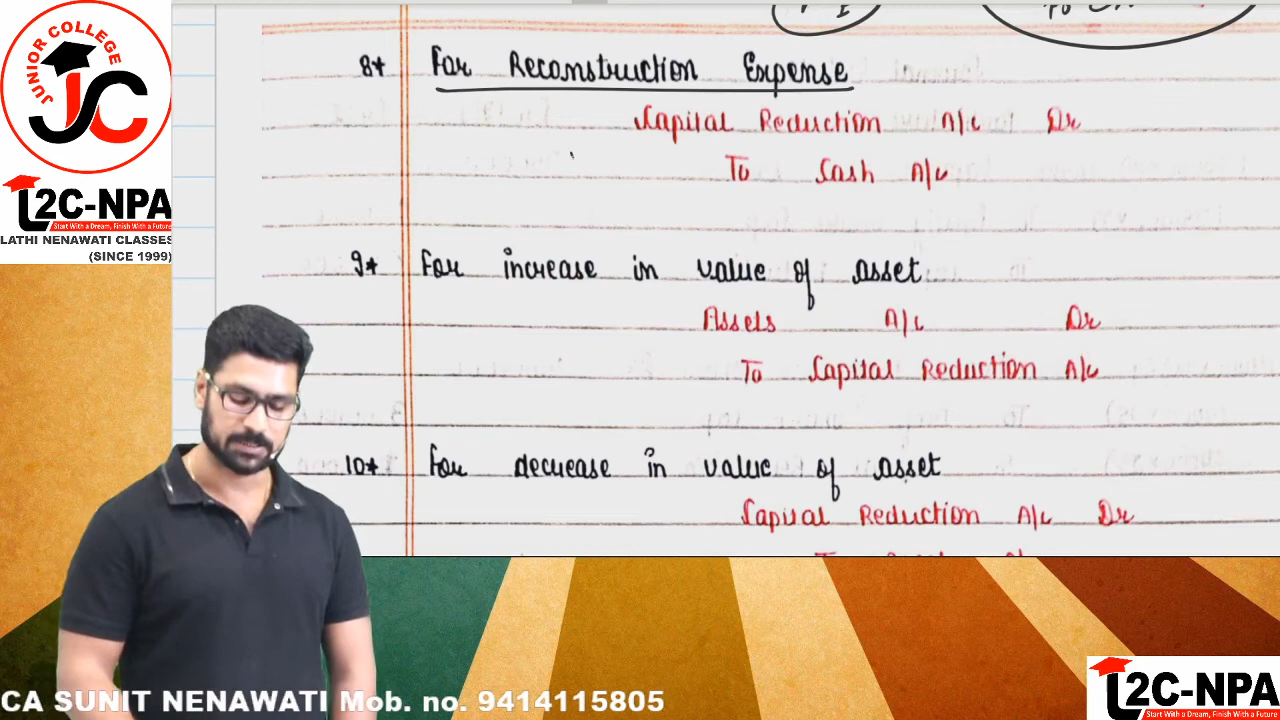 JUNIOR COLLEGE
JC
L2C-NPA
Start With a Dream, Finish With a Future
LATHI NENAWATI CLASSES
(SINCE 1999)
8* For Reconstruction Expense
Capital Reduction A/c Dr
To Cash A/c
9* For increase in value of asset
Assets A/c Dr
To Capital Reduction A/c
10* For decrease in value of asset
Capital Reduction A/c Dr
CA SUNIT NENAWATI Mob. no. 9414115805
L2C-NPA
Start With a Dream, Finish With a Future